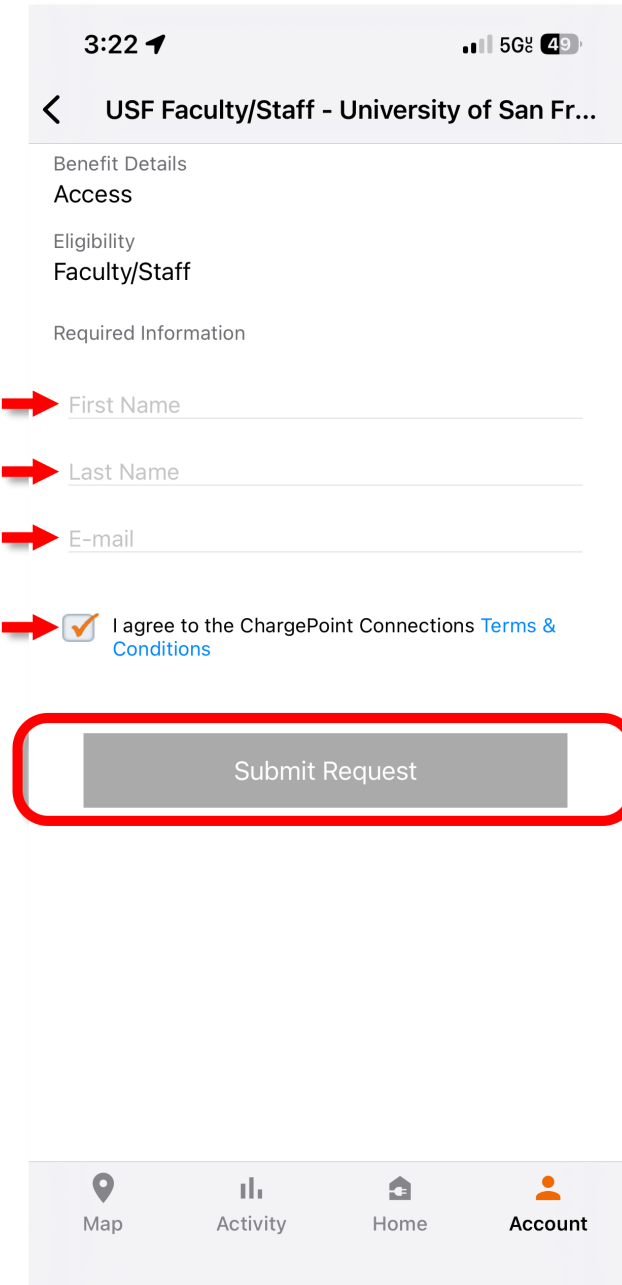 3:22 5G 49
USF Faculty/Staff - University of San Fr...
Benefit Details
Access
Eligibility
Faculty/Staff
Required Information
First Name
Last Name
E-mail
I agree to the ChargePoint Connections Terms &
Conditions
Submit Request
Map Activity Home Account